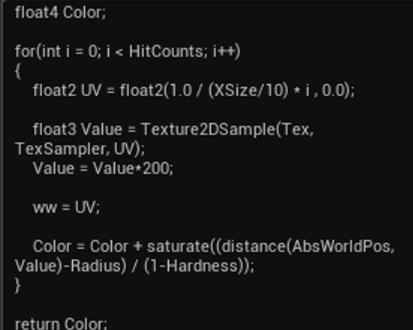 float4 Color;
for(int i = 0; i < HitCounts; i++)
{
float2 UV = float2(1.0 / (XSize/10) * i , 0.0);
float3 Value = Texture2DSample(Tex,
TexSampler, UV);
Value = Value*200;
ww = UV;
Color = Color + saturate((distance(AbsWorldPos,
Value)-Radius) / (1-Hardness));
}
return Color;